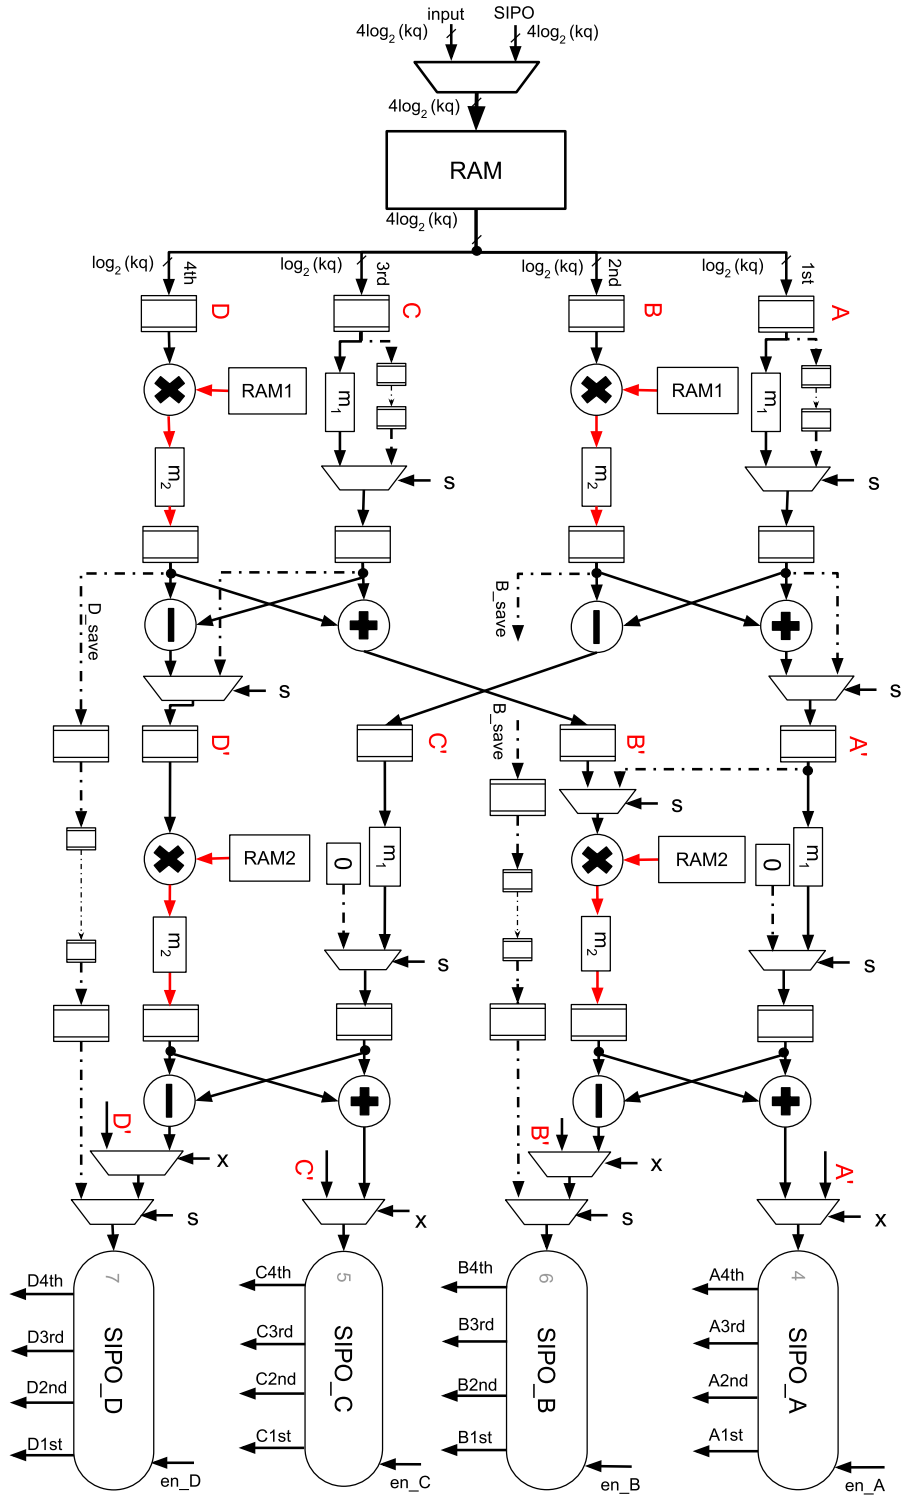 input
SIPO
4log2(kq)
4log2(kq)
4log2(kq)
RAM
4log2(kq)
log2(kq)
4th
log2(kq)
3rd
log2(kq)
2nd
log2(kq)
1st
D
C
B
A
RAM1
m1
RAM1
m1
m2
s
m2
s
D_save
B_save
s
s
D'
C'
B_save
B'
A'
s
RAM2
0
m1
RAM2
0
m1
m2
s
m2
s
D'
C'
B'
A'
x
x
s
x
s
x
7
5
6
4
D4th
C4th
B4th
A4th
D3rd
C3rd
B3rd
A3rd
SIPO_D
SIPO_C
SIPO_B
SIPO_A
D2nd
C2nd
B2nd
A2nd
D1st
C1st
B1st
A1st
en_D
en_C
en_B
en_A